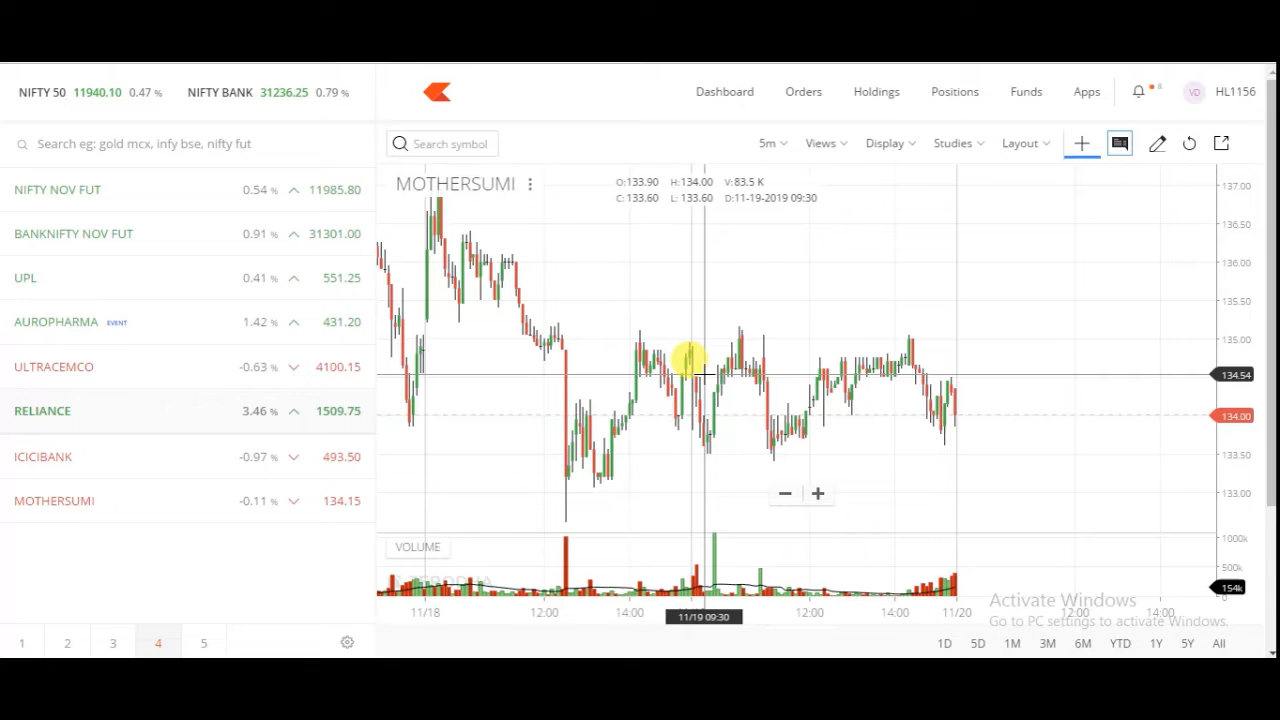 NIFTY 50 11940.10 0.47 % NIFTY BANK 31236.25 0.79 %
Dashboard Orders Holdings Positions Funds Apps VD HL1156
Search eg: gold mcx, infy bse, nifty fut
Search symbol 5m Views Display Studies Layout
NIFTY NOV FUT 0.54 % 11985.80
BANKNIFTY NOV FUT 0.91 % 31301.00
UPL 0.41 % 551.25
AUROPHARMA EVENT 1.42 % 431.20
ULTRACEMCO -0.63 % 4100.15
RELIANCE 3.46 % 1509.75
ICICIBANK -0.97 % 493.50
MOTHERSUMI -0.11 % 134.15
1 2 3 4 5
MOTHERSUMI
O:133.90 H:134.00 V:83.5 K
C:133.60 L: 133.60 D:11-19-2019 09:30
137.00
136.50
136.00
135.50
135.00
134.54
134.00
133.50
133.00
VOLUME
1000k
500k
154k
0
11/18 12:00 14:00 11/19 09:30 12:00 14:00 11/20 12:00 14:00
Activate Windows
Go to PC settings to activate Windows.
1D 5D 1M 3M 6M YTD 1Y 5Y All